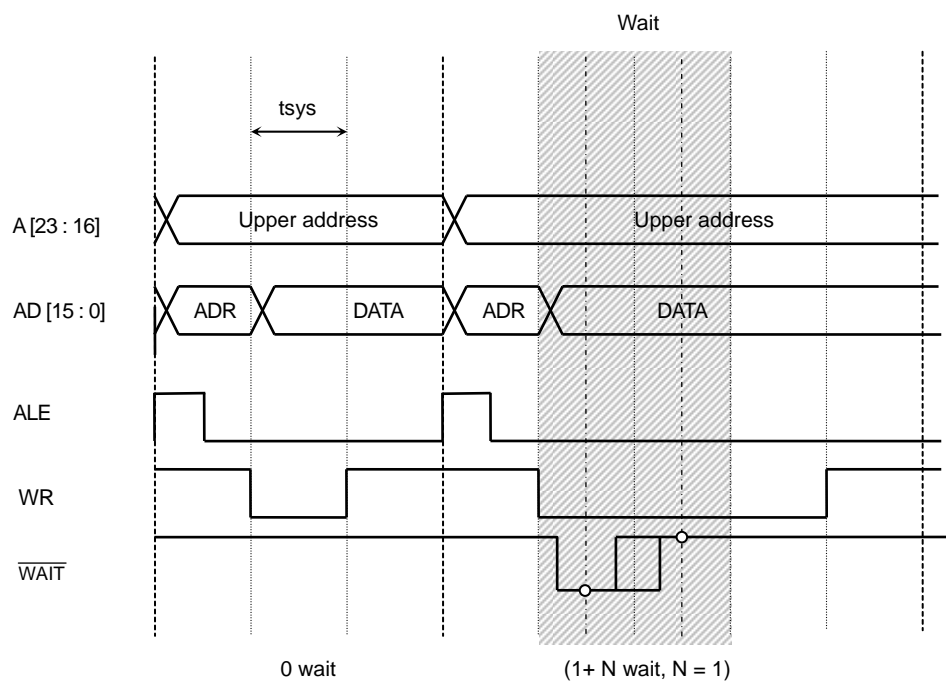 Wait
tsys
A [23 : 16]
Upper address
Upper address
AD [15 : 0]
ADR
DATA
ADR
DATA
ALE
WR
WAIT
0 wait
(1+ N wait, N = 1)